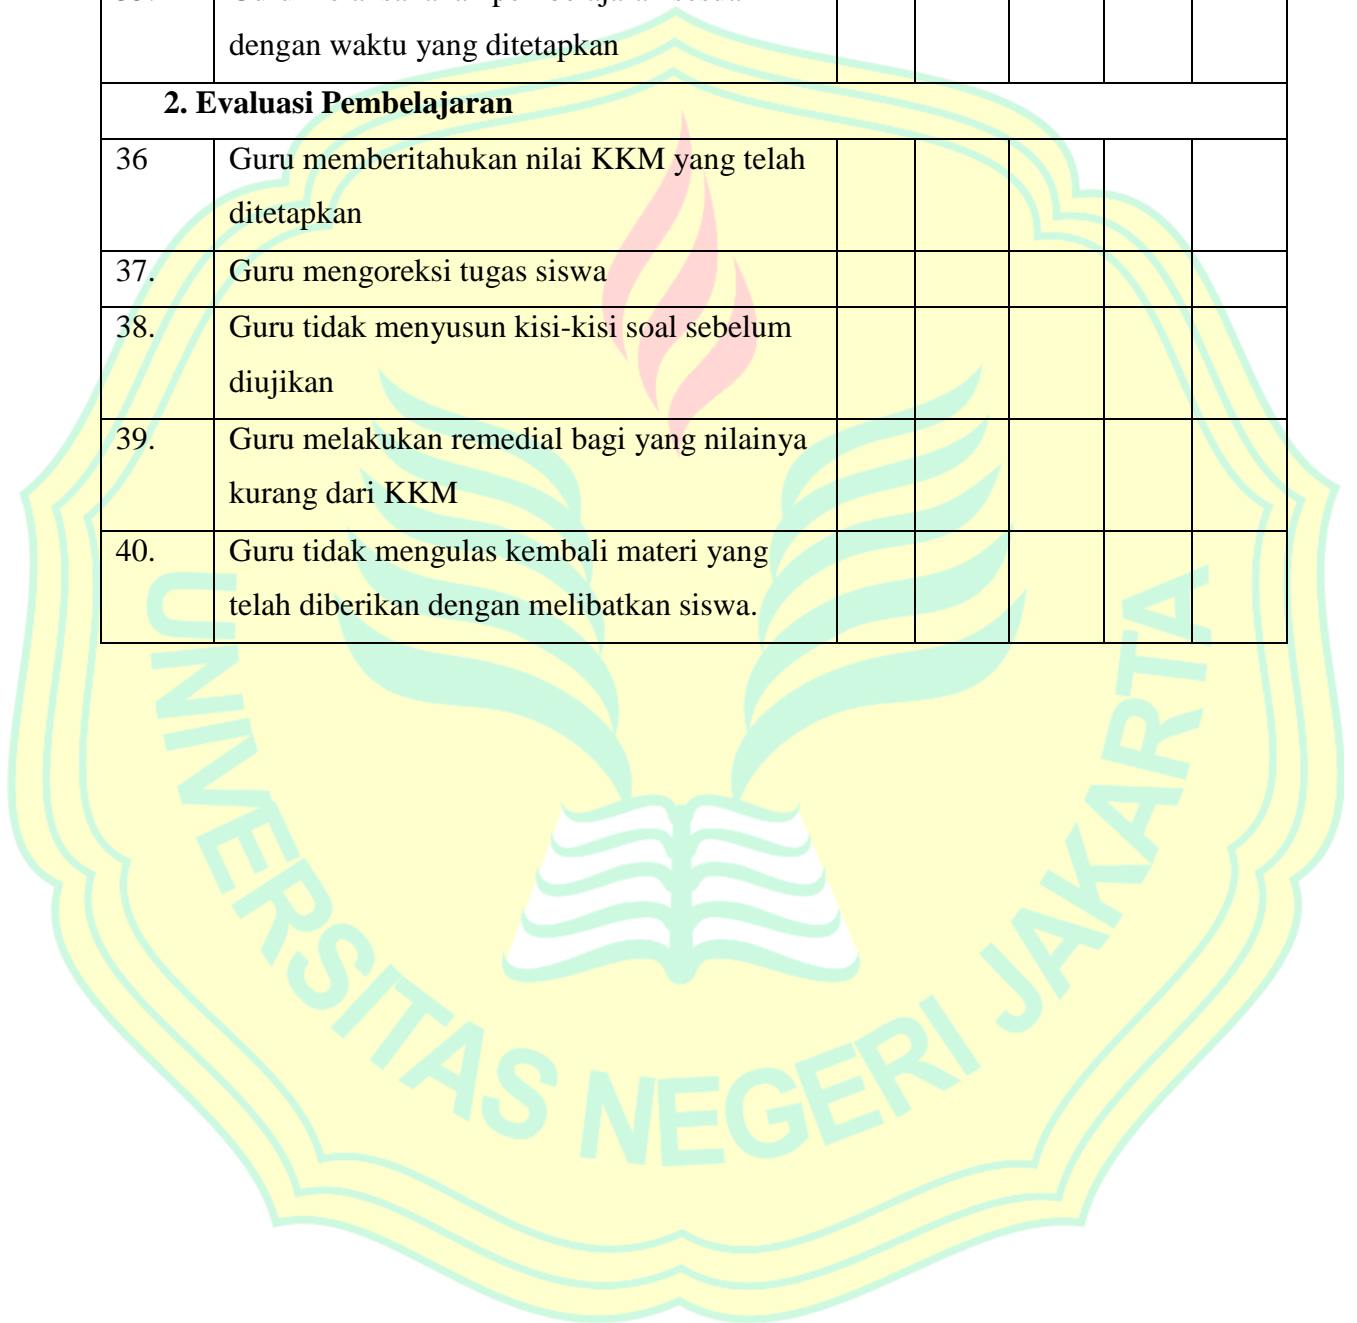 dengan waktu yang ditetapkan
2. Evaluasi Pembelajaran
36 Guru memberitahukan nilai KKM yang telah
ditetapkan
37. Guru mengoreksi tugas siswa
38. Guru tidak menyusun kisi-kisi soal sebelum
diujikan
39. Guru melakukan remedial bagi yang nilainya
kurang dari KKM
40. Guru tidak mengulas kembali materi yang
telah diberikan dengan melibatkan siswa.
UNIVERSITAS NEGERI JAKARTA